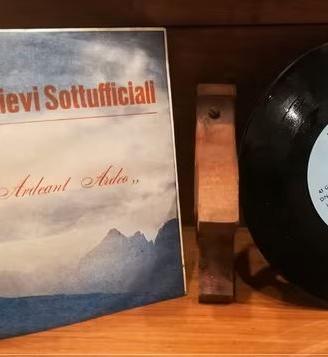 ievi Sottufficiali
Ardeant Ardeo,,